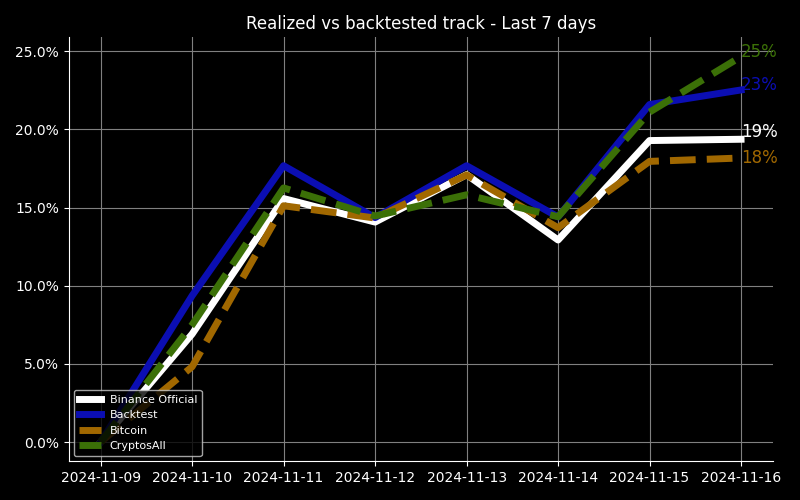 Realized vs backtested track - Last 7 days
25.0%
20.0%
15.0%
10.0%
5.0%
0.0%
25%
23%
19%
18%
Binance Official
Backtest
Bitcoin
CryptosAll
2024-11-09 2024-11-10 2024-11-11 2024-11-12 2024-11-13 2024-11-14 2024-11-15 2024-11-16